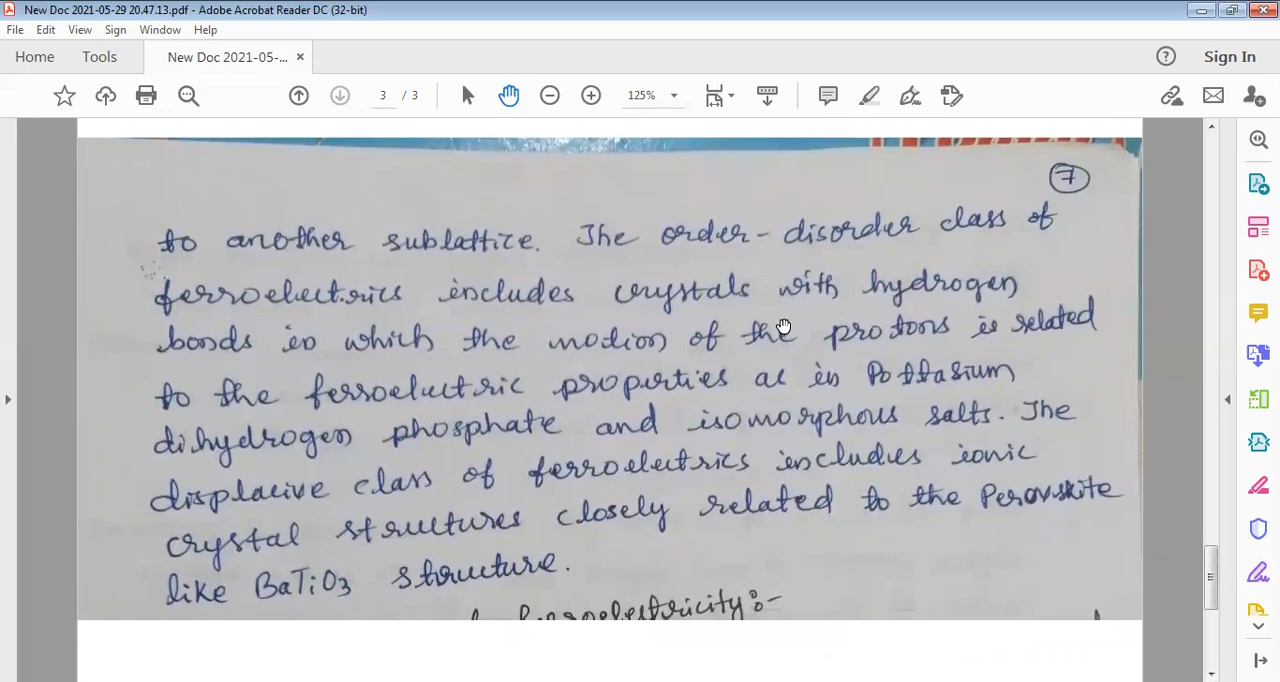 New Doc 2021-05-29 20.47.13.pdf - Adobe Acrobat Reader DC (32-bit)
File Edit View Sign Window Help
Home Tools New Doc 2021-05-... × Sign In
3 / 3 125%
7
to another sublattice. The order-disorder class of
ferroelectrics includes crystals with hydrogen
bonds in which the motion of the protons is related
to the ferroelectric properties as in Pottasium
dihydrogen phosphate and isomorphous salts. The
displacive class of ferroelectrics includes ionic
crystal structures closely related to the Perovskite
like BaTiO3 structure.
ferroelectricity:-